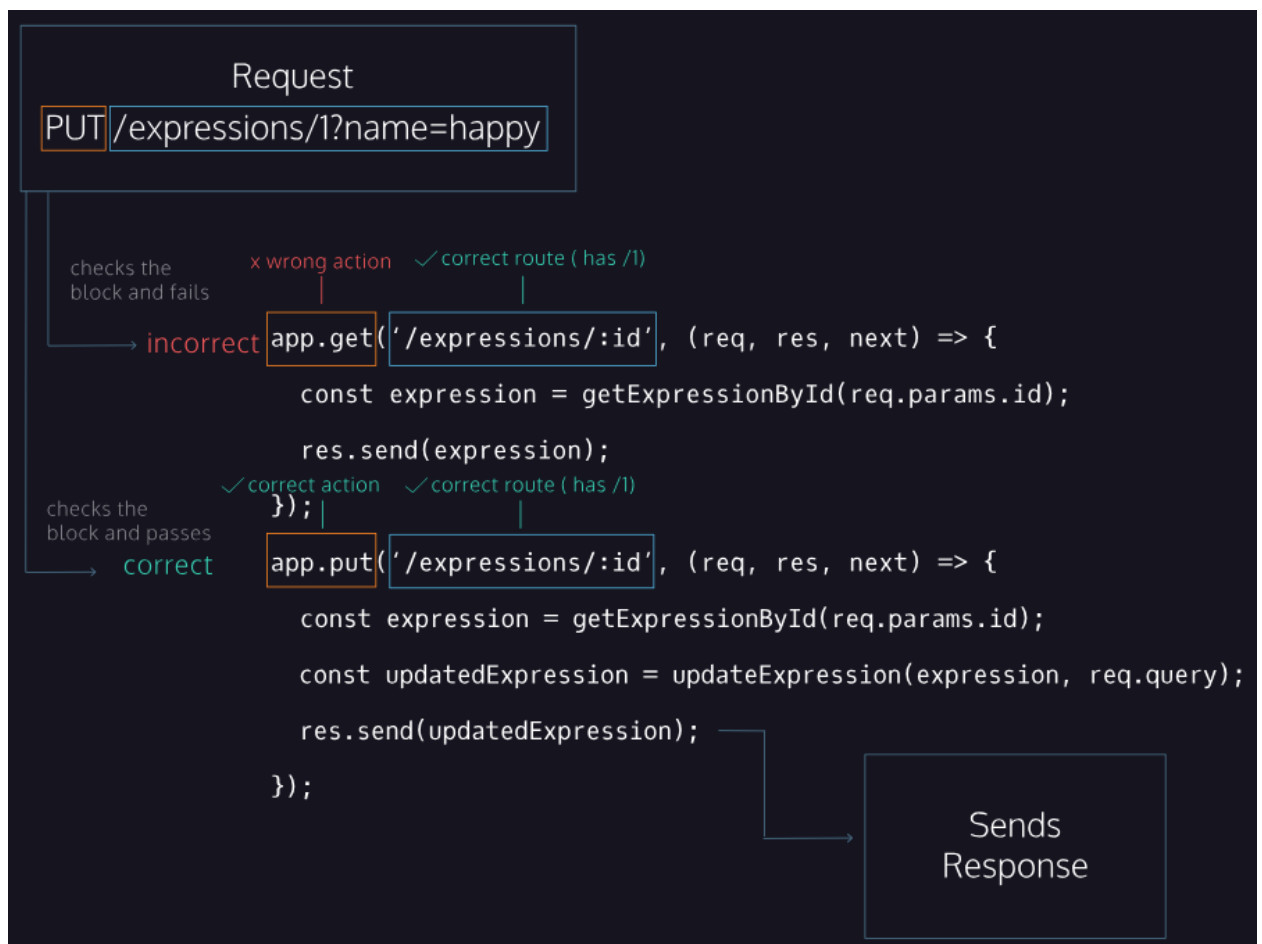 Request
PUT /expressions/1?name=happy
checks the
block and fails
x wrong action
✓ correct route ( has /1)
incorrect
app.get(‘/expressions/:id’, (req, res, next) => {
const expression = getExpressionById(req.params.id);
res.send(expression);
✓ correct action
✓ correct route ( has /1)
});
checks the
block and passes
correct
app.put(‘/expressions/:id’, (req, res, next) => {
const expression = getExpressionById(req.params.id);
const updatedExpression = updateExpression(expression, req.query);
res.send(updatedExpression);
});
Sends
Response